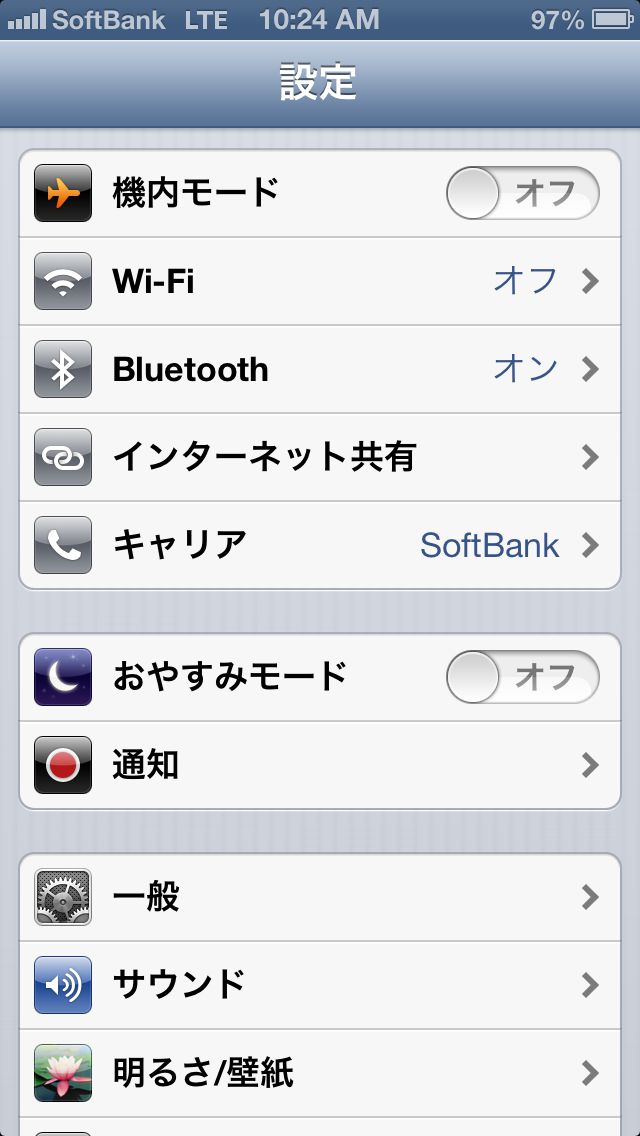 SoftBank LTE 10:24 AM 97%
設定
機内モード オフ
Wi-Fi オフ
Bluetooth オン
インターネット共有
キャリア SoftBank
おやすみモード オフ
通知
一般
サウンド
明るさ/壁紙